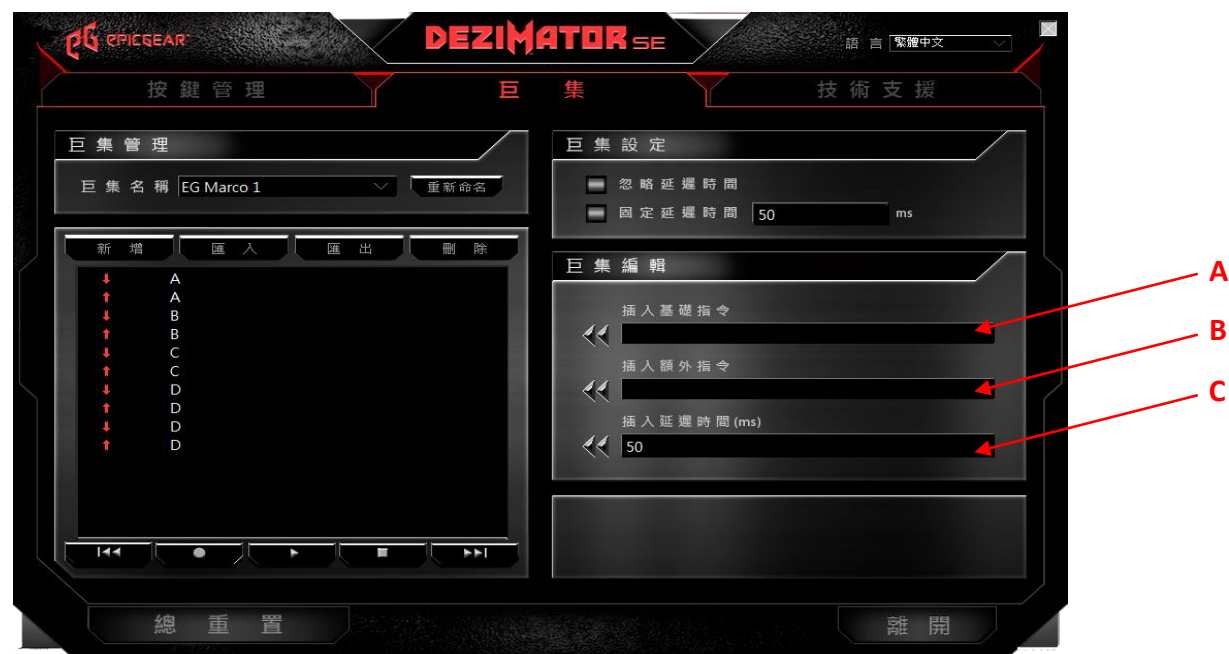 EPICGEAR
DEZIMATOR SE
語言 繁體中文
按鍵管理
巨集
技術支援
巨集管理
巨集名稱 EG Marco 1 重新命名
新增 匯入 匯出 刪除
A
A
B
B
C
C
D
D
D
D
巨集設定
忽略延遲時間
固定延遲時間 50 ms
巨集編輯
插入基礎指令
插入額外指令
插入延遲時間(ms)
50
A
B
C
總重置
離開